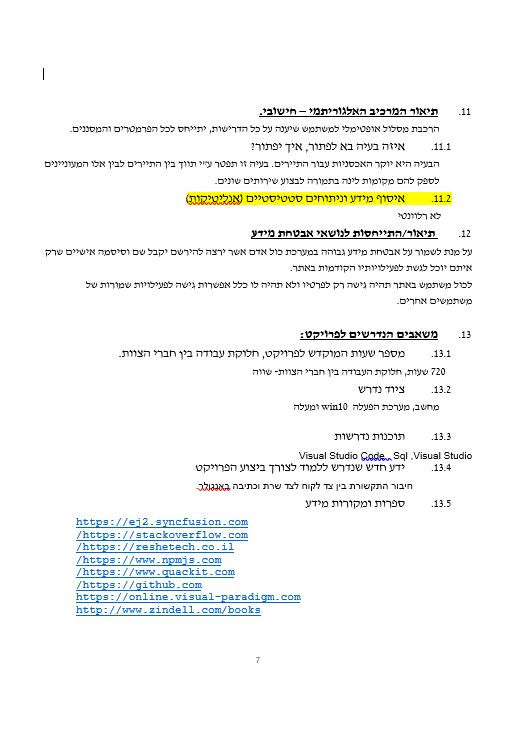 11. תיאור המרכיב האלגוריתמי – חישובי.
הרכבת מסלול אופטימלי למשתמש שיענה על כל הדרישות, יתייחס לכל הפרמטרים והמסננים.
11.1 איזה בעיה בא לפתור, איך יפתור?
הבעיה היא יוקר האכסניות עבור התיירים. בעיה זו תפטר ע"י תווך בין התיירים לבין אלו המעוניינים
לספק להם מקומות לינה בתמורה לבצוע שירותים שונים.
11.2 איסוף מידע וניתוחים סטטיסטיים (אנליטיקות)
לא רלוונטי
12. תיאור/התייחסות לנושאי אבטחת מידע
על מנת לשמור על אבטחת מידע גבוהה במערכת כול אדם אשר ירצה להירשם יקבל שם וסיסמה אישיים שרק
איתם יוכל לגשת לפעילויותיו הקודמות באתר.
לכול משתמש באתר תהיה גישה רק לפרטיו ולא תהיה לו כלל אפשרות גישה לפעילויות שמורות של
משתמשים אחרים.
13. משאבים הנדרשים לפרויקט:
13.1 מספר שעות המוקדש לפרויקט, חלוקת עבודה בין חברי הצוות.
720 שעות, חלוקת העבודה בין חברי הצוות- שווה
13.2 ציוד נדרש
מחשב, מערכת הפעלה win10 ומעלה
13.3 תוכנות נדרשות
Visual Studio Code,, Sql ,Visual Studio
13.4 ידע חדש שנדרש ללמוד לצורך ביצוע הפרויקט
חיבור התקשורת בין צד לקוח לצד שרת וכתיבה באנגולר.
13.5 ספרות ומקורות מידע
https://ej2.syncfusion.com
/https://stackoverflow.com
/https://reshetech.co.il
/https://www.npmjs.com
/https://www.quackit.com
/https://github.com
https://online.visual-paradigm.com
http://www.zindell.com/books
7